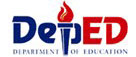 DepED
DEPARTMENT OF EDUCATION